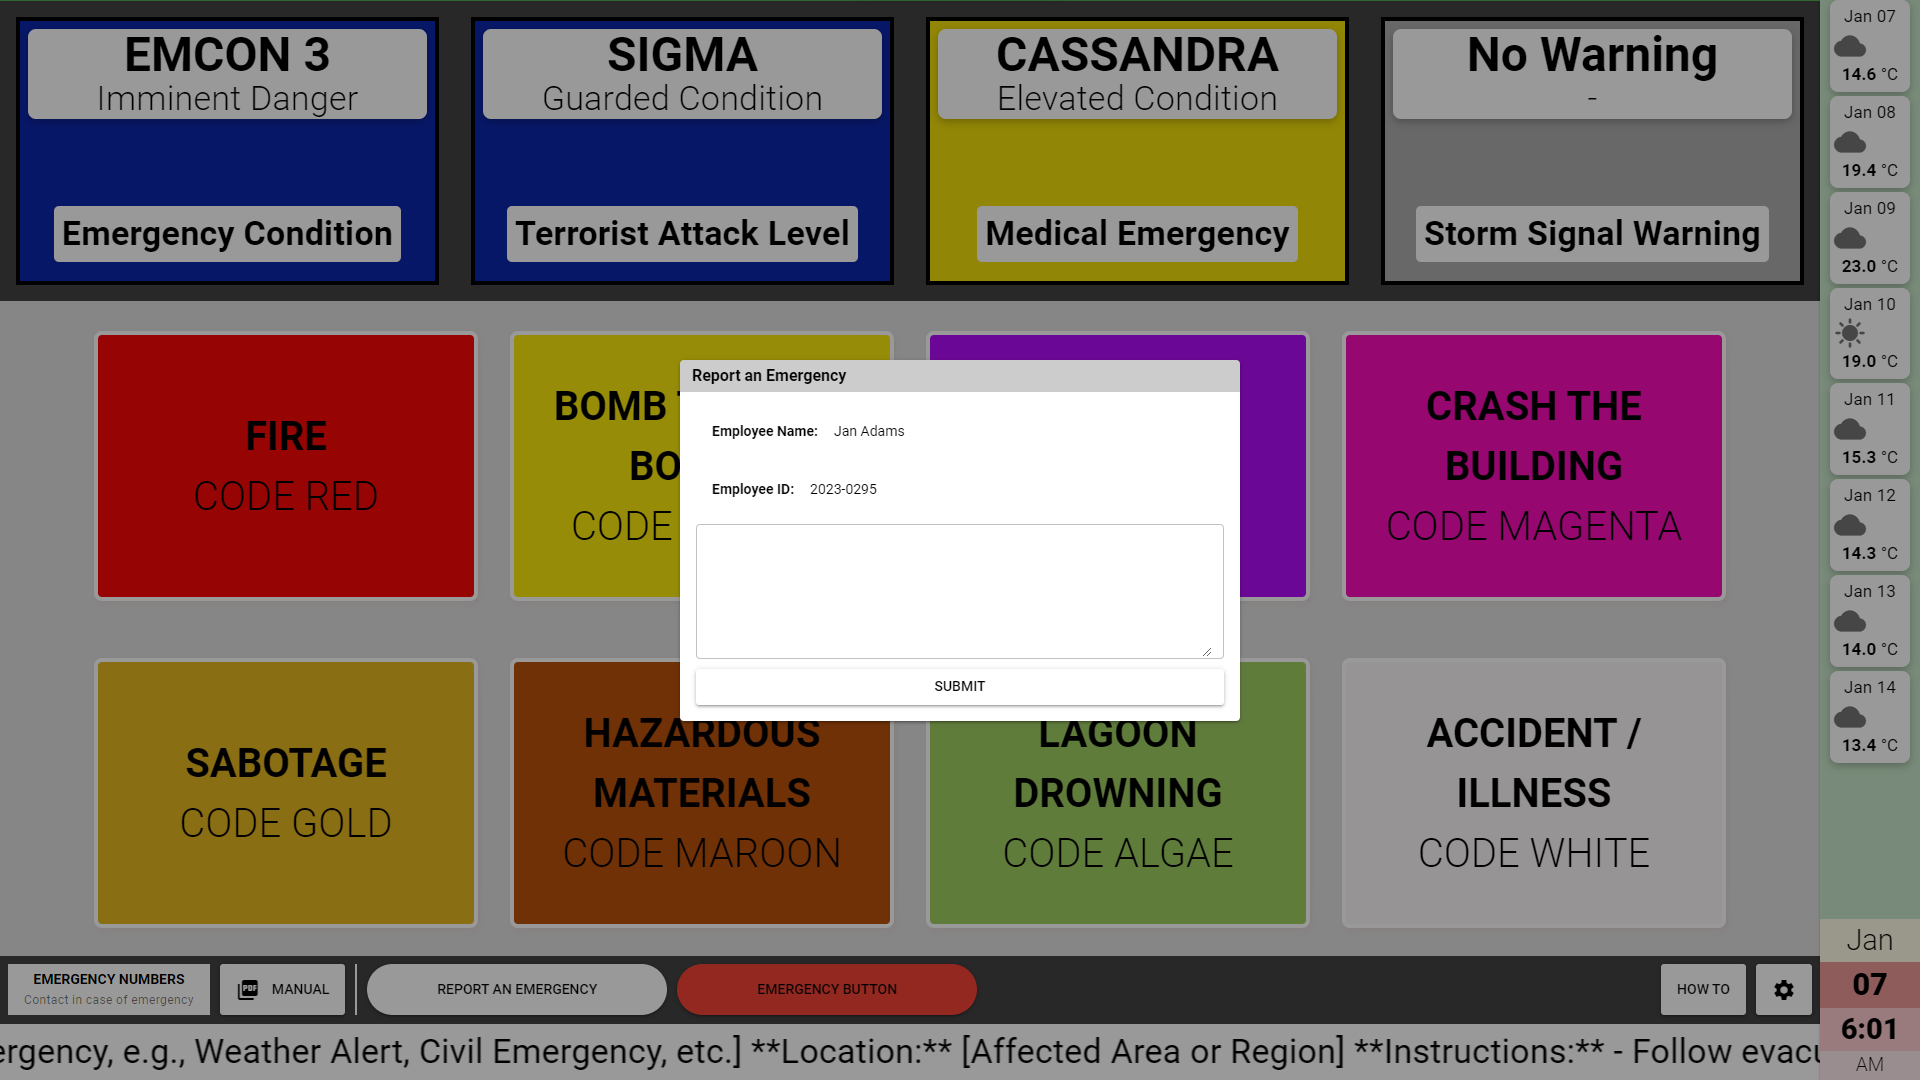 EMCON 3
Imminent Danger
Emergency Condition
SIGMA
Guarded Condition
Terrorist Attack Level
CASSANDRA
Elevated Condition
Medical Emergency
No Warning
-
Storm Signal Warning
FIRE
CODE RED
BOMB
BO
CODE
CRASH THE
BUILDING
CODE MAGENTA
Report an Emergency
Employee Name: Jan Adams
Employee ID: 2023-0295
SUBMIT
SABOTAGE
CODE GOLD
HAZARDOUS
MATERIALS
CODE MAROON
LAGOON
DROWNING
CODE ALGAE
ACCIDENT /
ILLNESS
CODE WHITE
EMERGENCY NUMBERS
Contact in case of emergency
PDF
MANUAL
REPORT AN EMERGENCY
EMERGENCY BUTTON
HOW TO
ergency, e.g., Weather Alert, Civil Emergency, etc.] **Location:** [Affected Area or Region] **Instructions:** - Follow evacu
Jan 07
14.6 °C
Jan 08
19.4 °C
Jan 09
23.0 °C
Jan 10
19.0 °C
Jan 11
15.3 °C
Jan 12
14.3 °C
Jan 13
14.0 °C
Jan 14
13.4 °C
Jan
07
6:01
AM